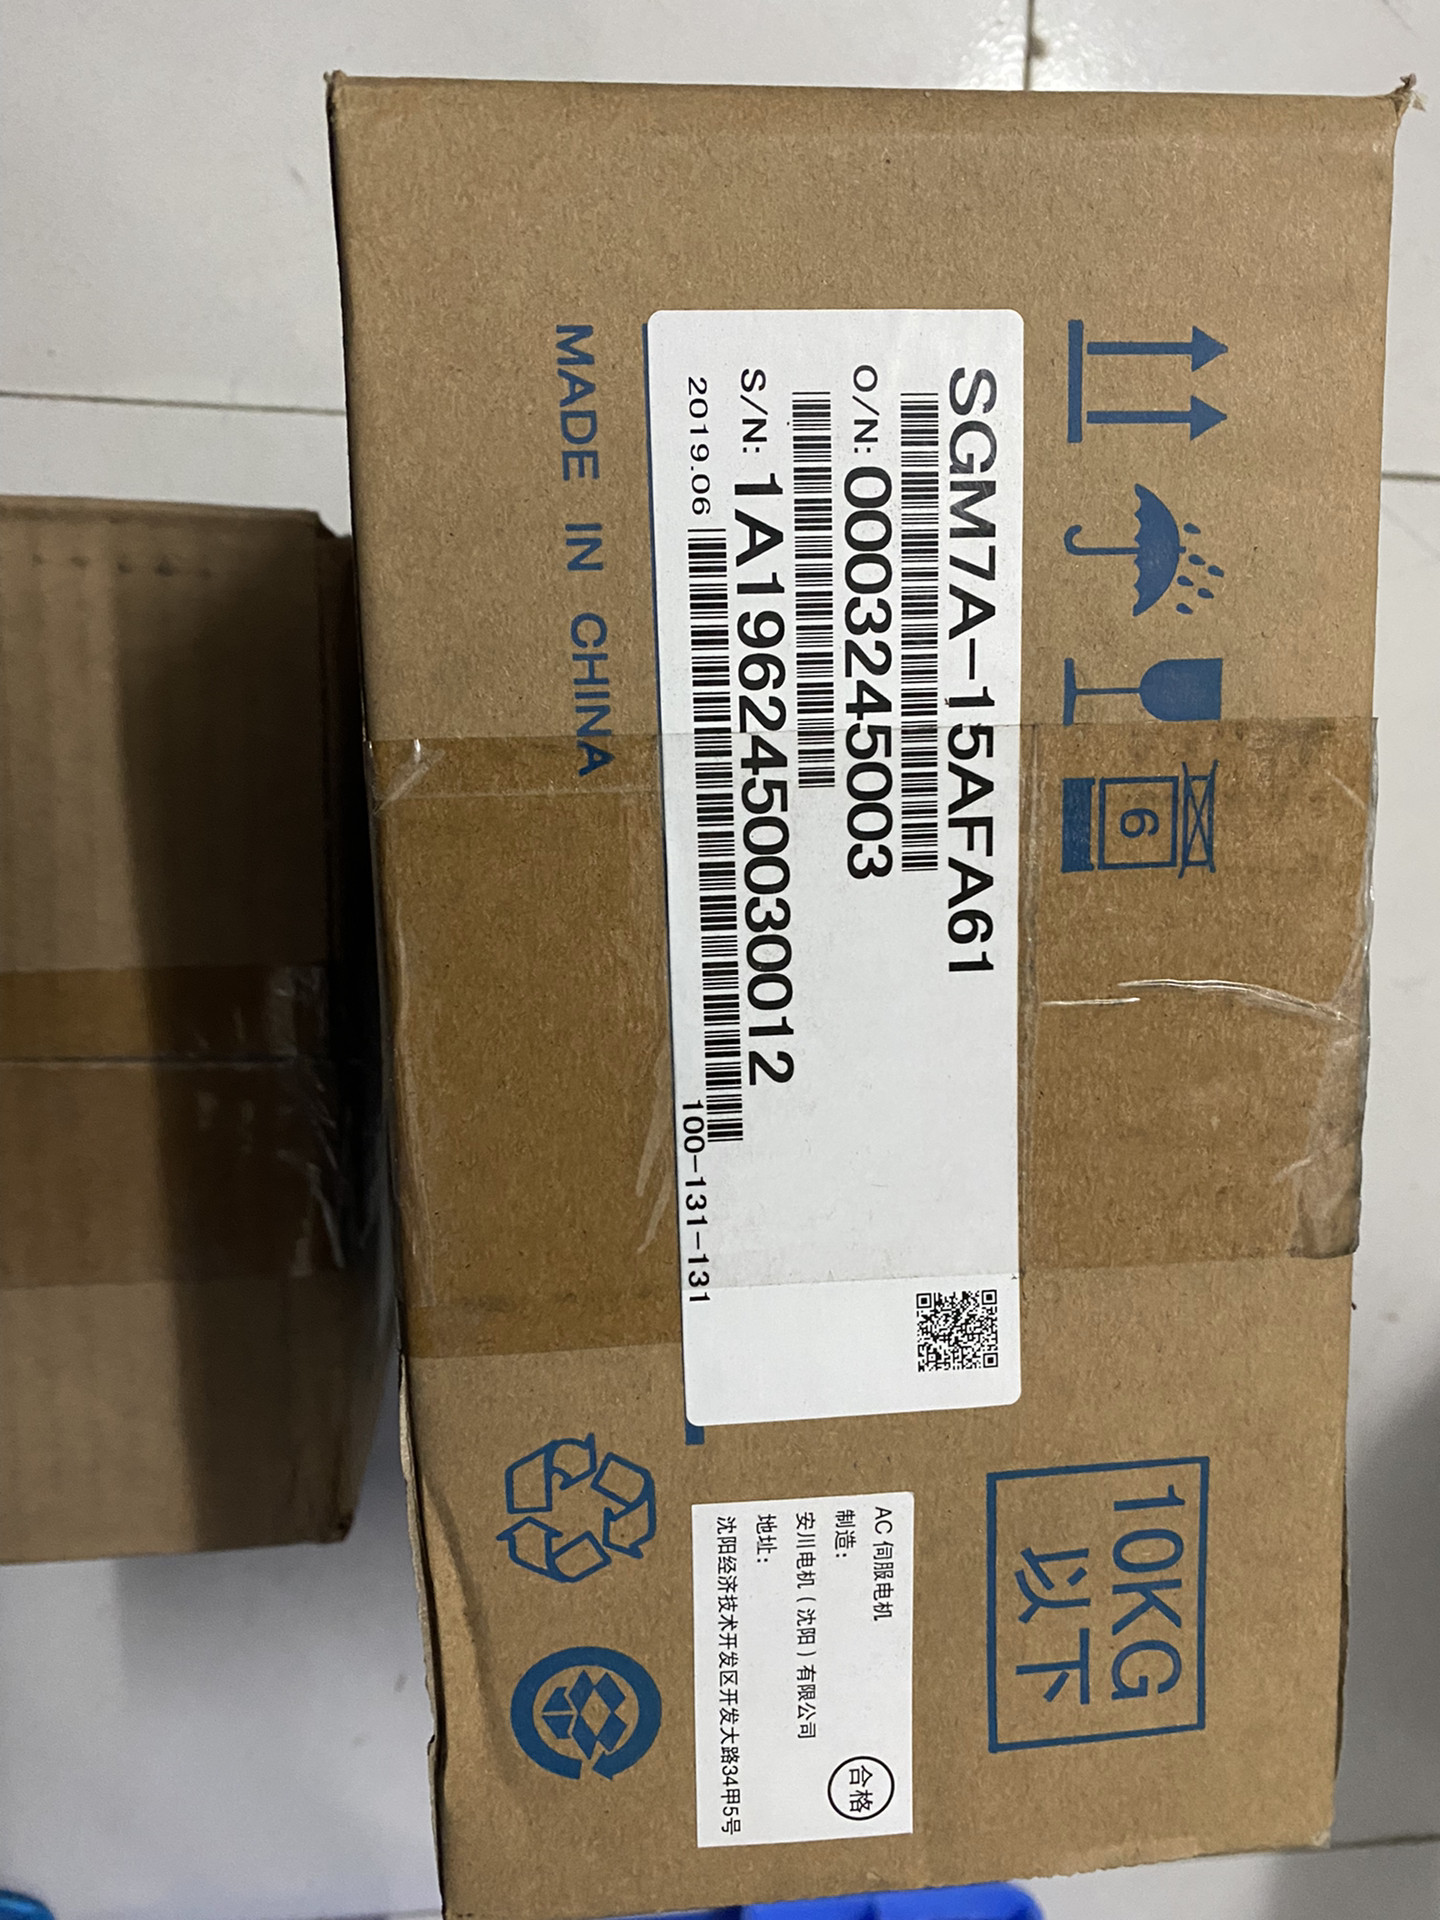 SGM7A-15AFA61
O/N: 0003245003
S/N: 1A1962450030012
2019.06
100-131-131
MADE IN CHINA
6
10KG
以下
AC 伺服电机
制造：
安川电机（沈阳）有限公司
地址：
沈阳经济技术开发区开发大路34甲5号
合格